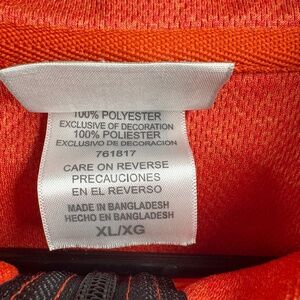 100% POLYESTER
EXCLUSIVE OF DECORATION
100% POLIESTER
EXCLUSIVO DE DECORACION
761817
CARE ON REVERSE
PRECAUCIONES
EN EL REVERSO
MADE IN BANGLADESH
HECHO EN BANGLADESH
XL/XG